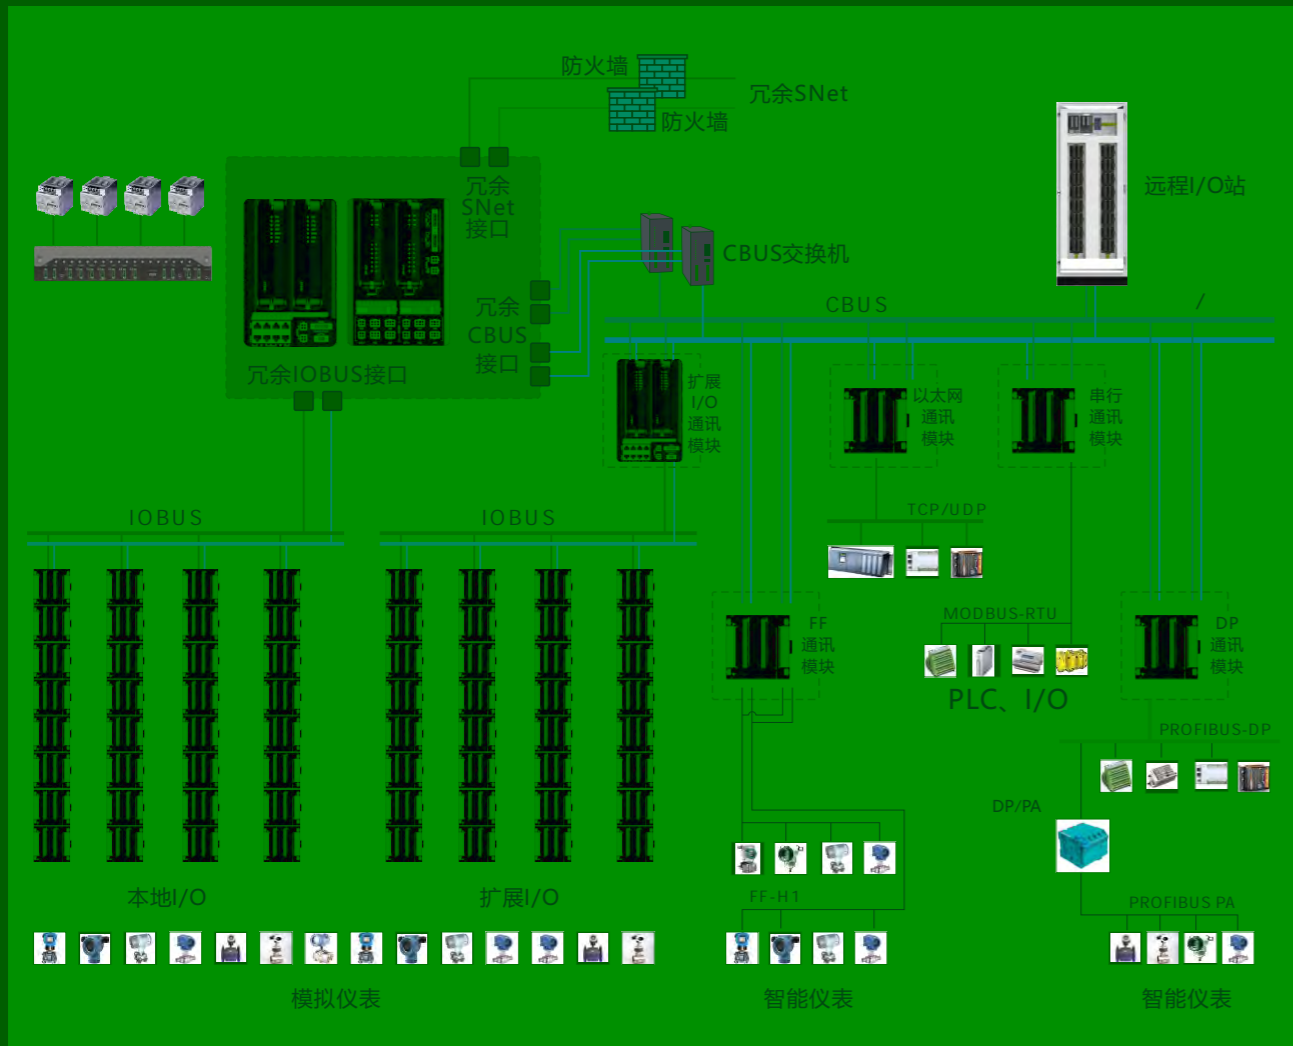 防火墙
冗余SNet
防火墙
冗余
SNet
接口
远程I/O站
CBUS交换机
冗余
CBUS
接口
CBUS
/
冗余IOBUS接口
扩展
I/O
通讯
模块
以太网
通讯
模块
串行
通讯
模块
IOBUS
IOBUS
TCP/UDP
MODBUS-RTU
FF
通讯
模块
DP
通讯
模块
PLC、I/O
PROFIBUS-DP
DP/PA
本地I/O
扩展I/O
FF-H1
PROFIBUS PA
模拟仪表
智能仪表
智能仪表